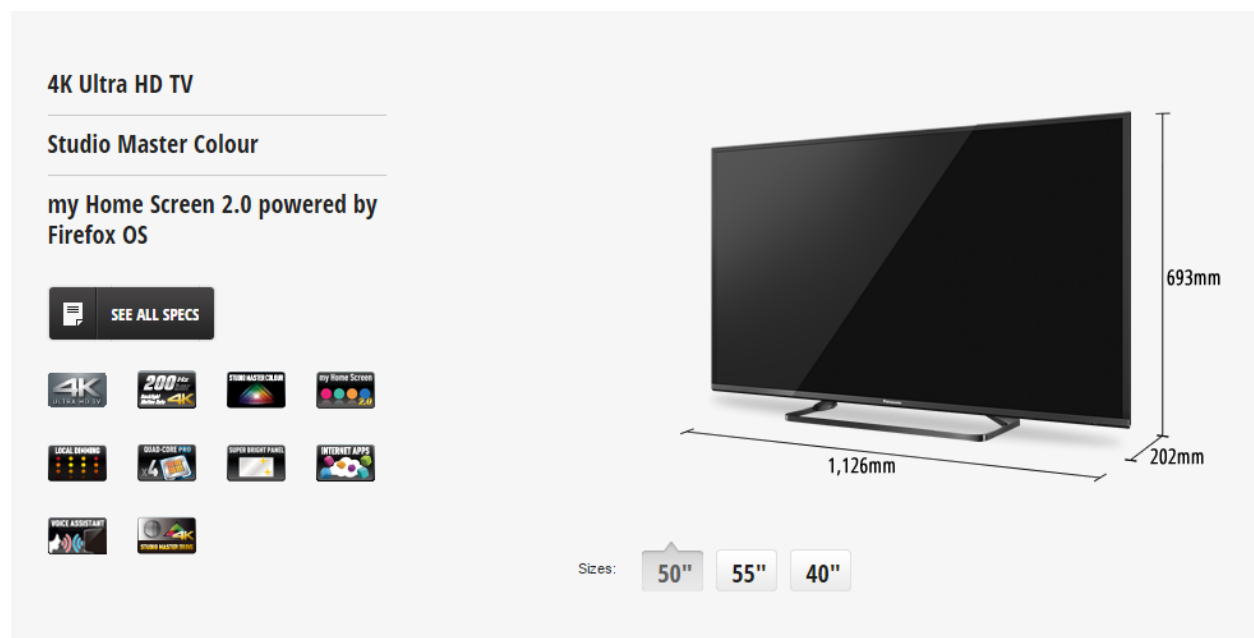 4K Ultra HD TV
Studio Master Colour
my Home Screen 2.0 powered by
Firefox OS
SEE ALL SPECS
4K
ULTRA HD TV
200 Hz
4K
STUDIO MASTER COLOUR
my Home Screen
2.0
LOCAL DIMMING
QUAD-CORE PRO
x4
SUPER BRIGHT PANEL
INTERNET APPS
VOICE ASSISTANT
4K
STUDIO MASTER DRIVE
Panasonic
693mm
202mm
1,126mm
Sizes:
50"
55"
40"